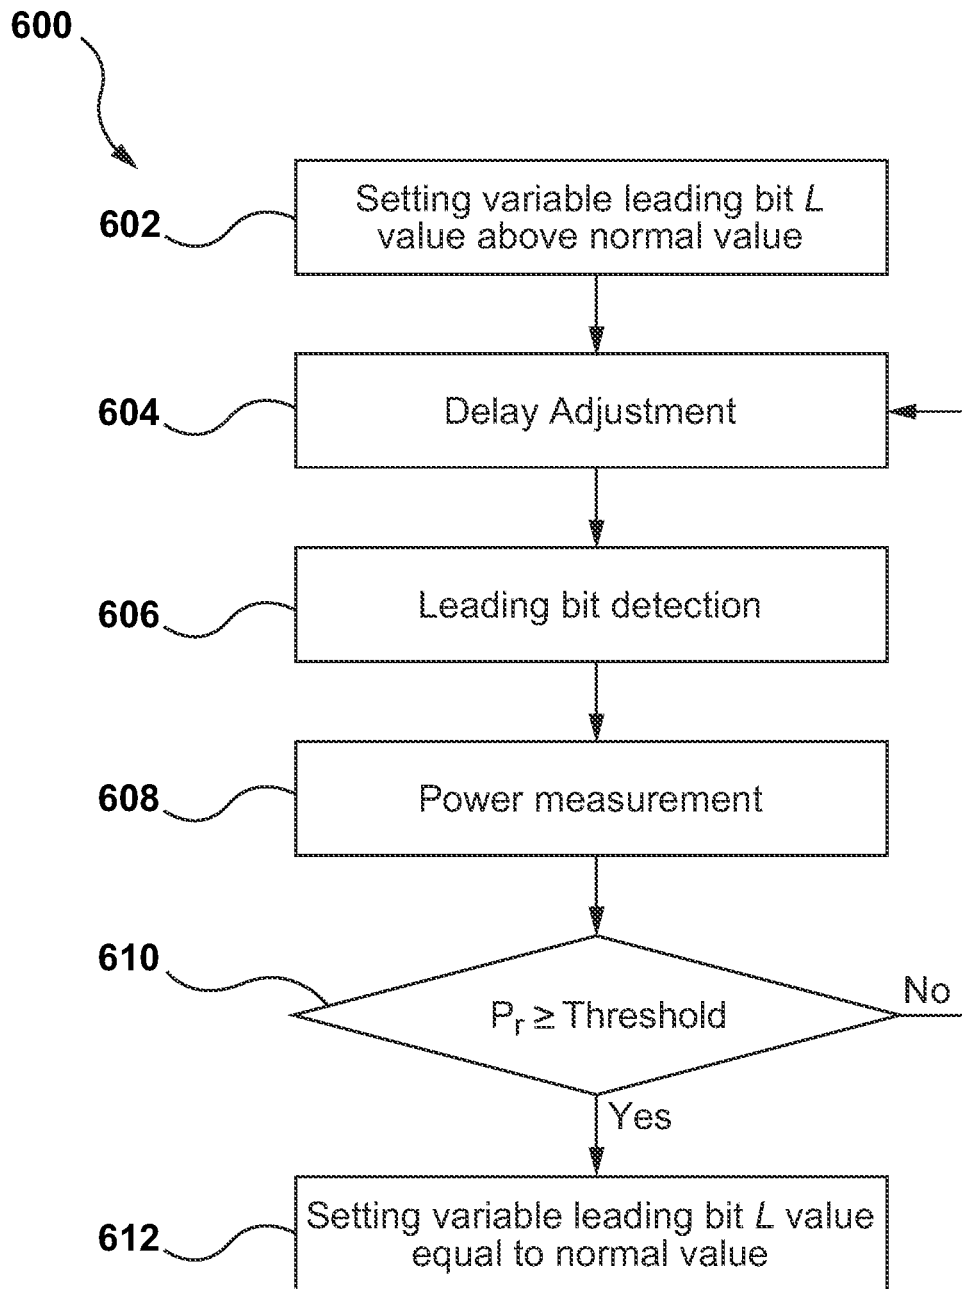 600
602
Setting variable leading bit L
value above normal value
604
Delay Adjustment
606
Leading bit detection
608
Power measurement
610
Pr ≥ Threshold
No
Yes
612
Setting variable leading bit L value
equal to normal value